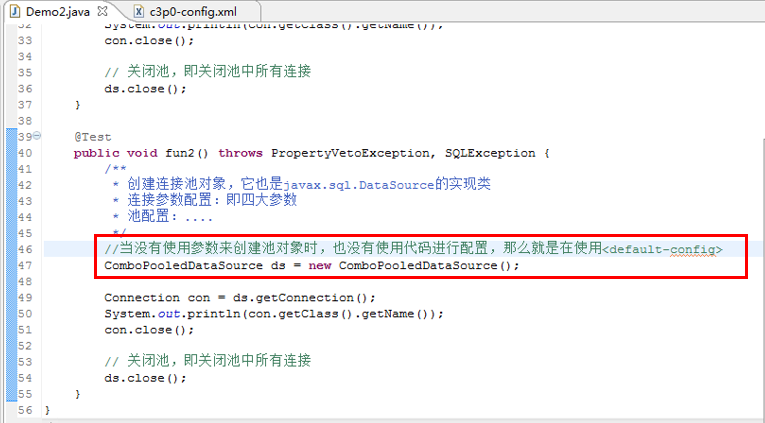 Demo2.java
c3p0-config.xml
32 System.out.println(con.getClass().getName());
33 con.close();
34
35 // 关闭池，即关闭池中所有连接
36 ds.close();
37 }
38
39 @Test
40 public void fun2() throws PropertyVetoException, SQLException {
41 /**
42 * 创建连接池对象，它也是javax.sql.DataSource的实现类
43 * 连接参数配置：即四大参数
44 * 池配置：....
45 */
46 //当没有使用参数来创建池对象时，也没有使用代码进行配置，那么就是在使用<default-config>
47 ComboPooledDataSource ds = new ComboPooledDataSource();
48
49 Connection con = ds.getConnection();
50 System.out.println(con.getClass().getName());
51 con.close();
52
53 // 关闭池，即关闭池中所有连接
54 ds.close();
55 }
56 }